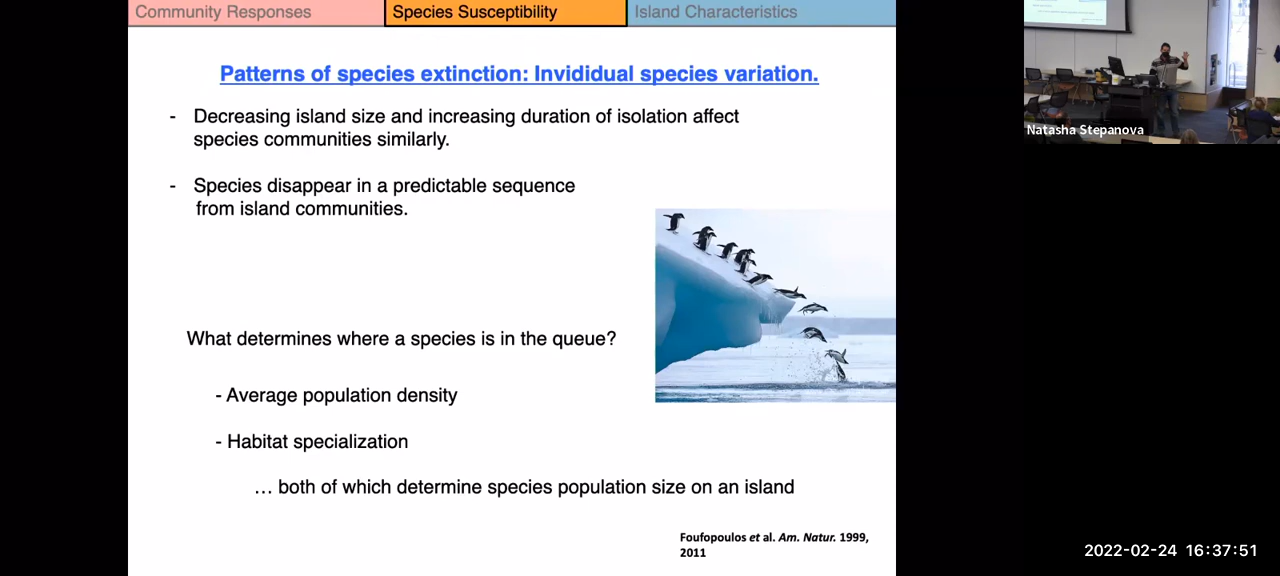 Community Responses
Species Susceptibility
Island Characteristics
Patterns of species extinction: Invididual species variation.
- Decreasing island size and increasing duration of isolation affect
species communities similarly.
- Species disappear in a predictable sequence
from island communities.
What determines where a species is in the queue?
- Average population density
- Habitat specialization
… both of which determine species population size on an island
Foufopoulos et al. Am. Natur. 1999,
2011
Natasha Stepanova
2022-02-24 16:37:51